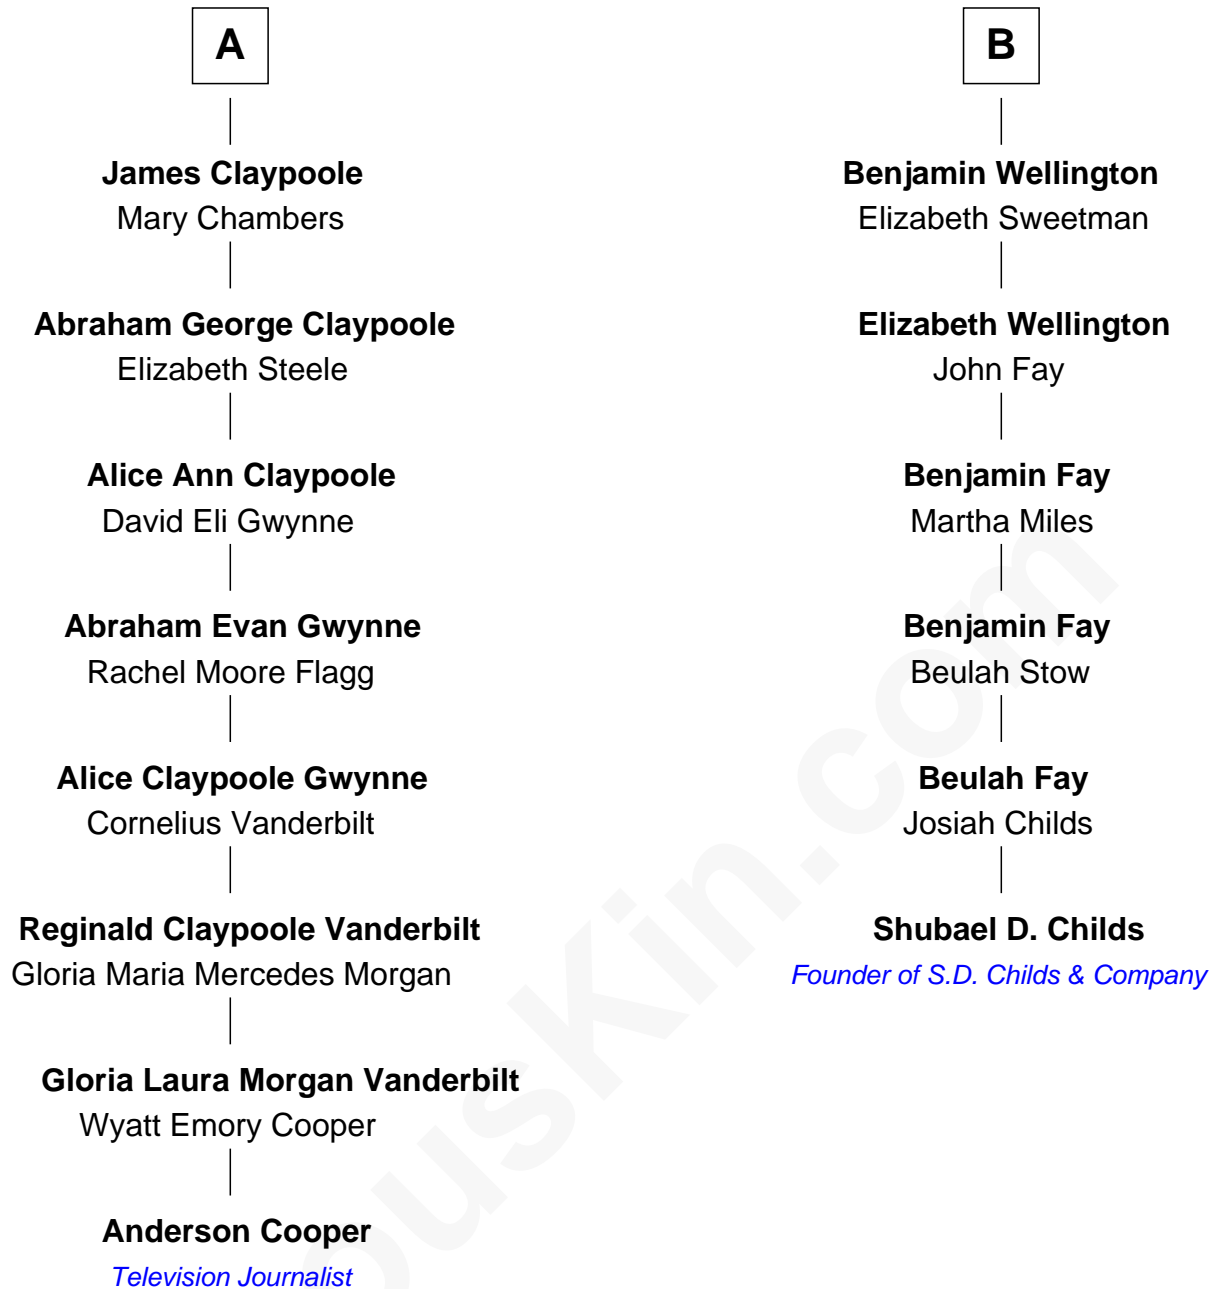 A
James Claypoole
Mary Chambers
Abraham George Claypoole
Elizabeth Steele
Alice Ann Claypoole
David Eli Gwynne
Abraham Evan Gwynne
Rachel Moore Flagg
Alice Claypoole Gwynne
Cornelius Vanderbilt
Reginald Claypoole Vanderbilt
Gloria Maria Mercedes Morgan
Gloria Laura Morgan Vanderbilt
Wyatt Emory Cooper
Anderson Cooper
Television Journalist
B
Benjamin Wellington
Elizabeth Sweetman
Elizabeth Wellington
John Fay
Benjamin Fay
Martha Miles
Benjamin Fay
Beulah Stow
Beulah Fay
Josiah Childs
Shubael D. Childs
Founder of S.D. Childs & Company
ousKin.com